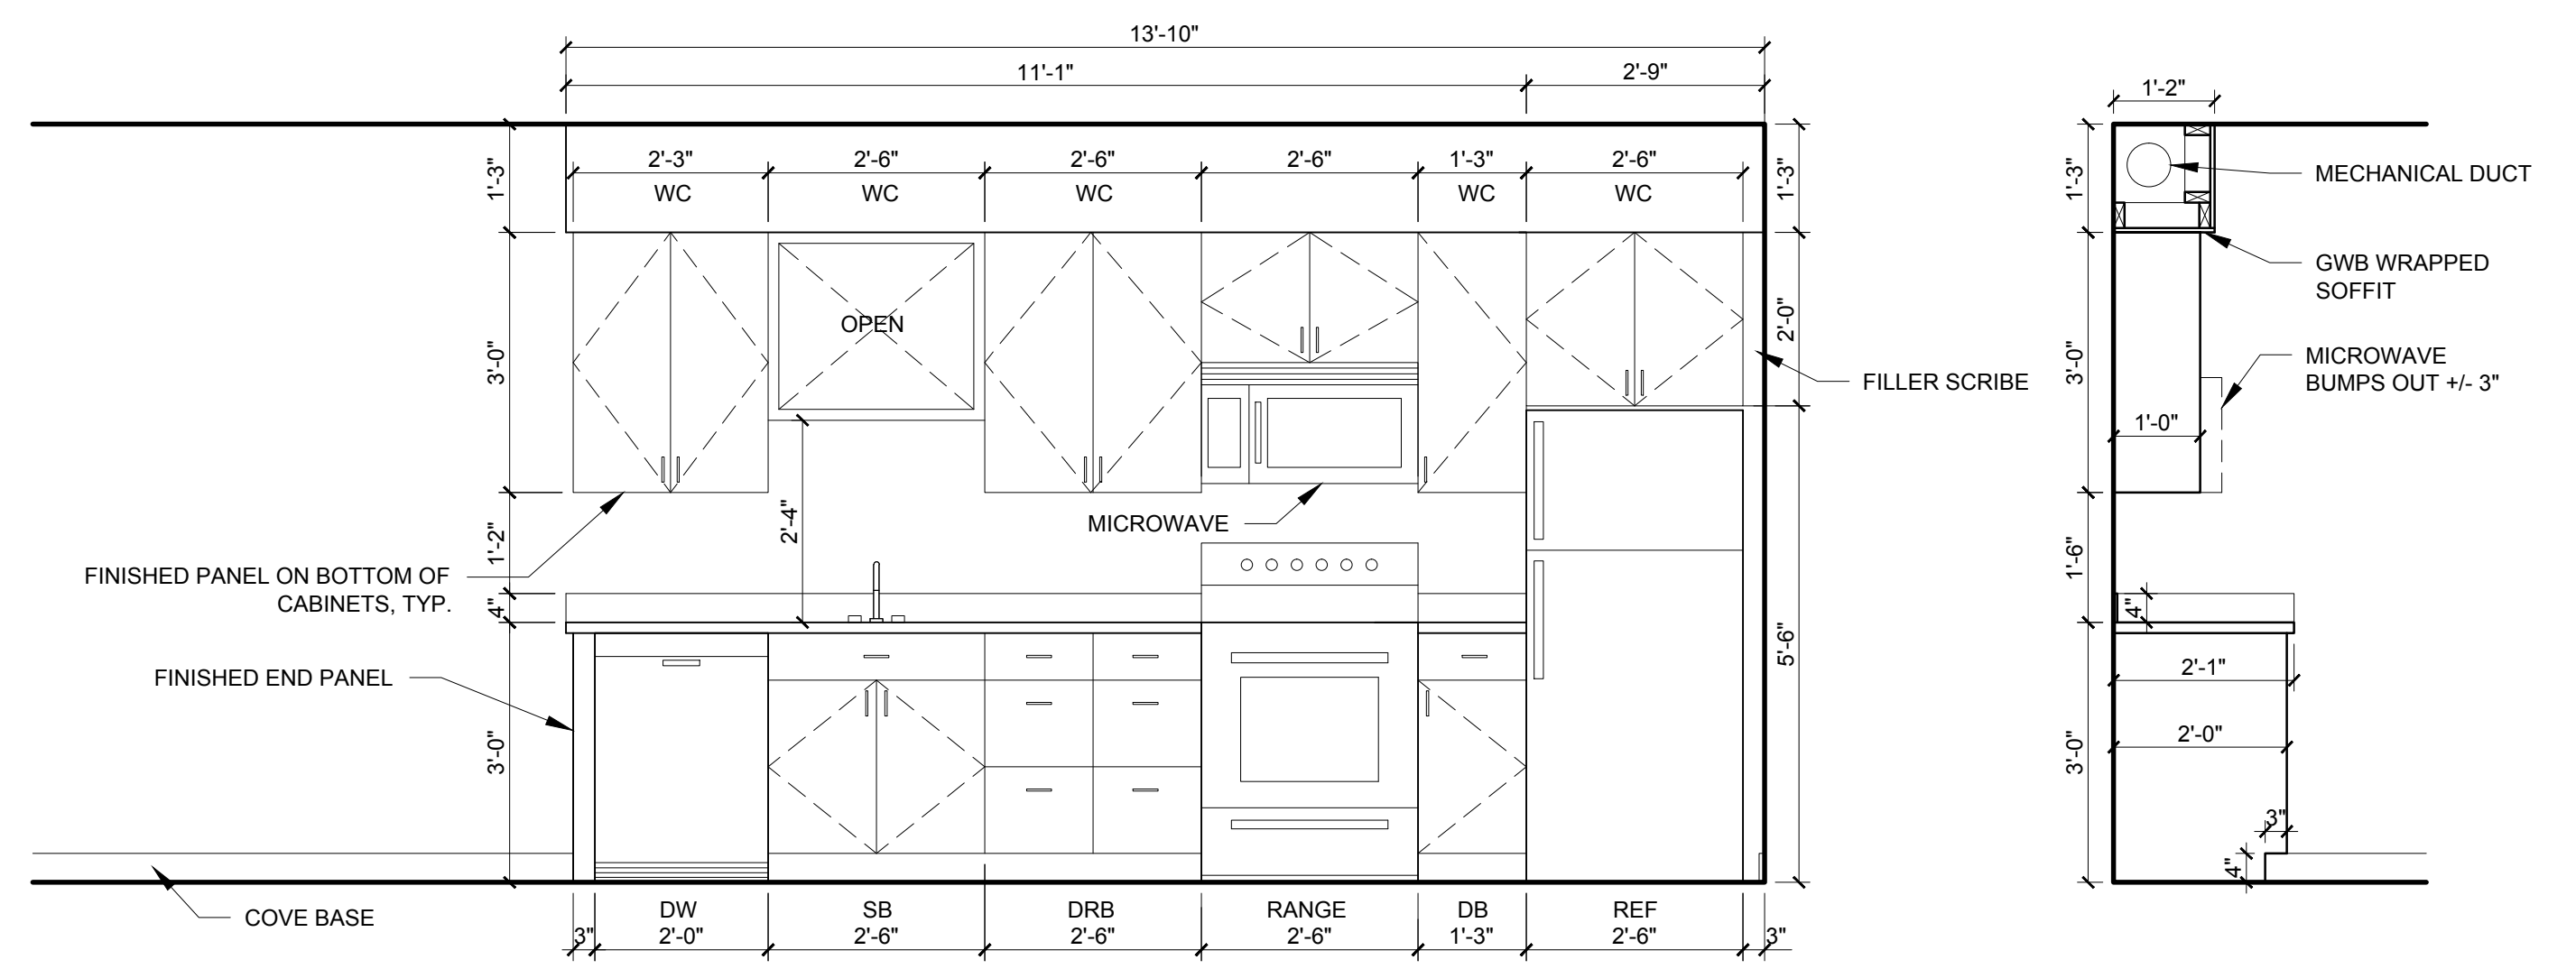 13'-10"
11'-1"
2'-9"
1'-3"
2'-3"
WC
2'-6"
WC
2'-6"
WC
2'-6"
1'-3"
WC
2'-6"
WC
1'-3"
3'-0"
OPEN
2'-0"
FILLER SCRIBE
2'-4"
MICROWAVE
1'-2"
FINISHED PANEL ON BOTTOM OF
CABINETS, TYP.
4"
FINISHED END PANEL
3'-0"
5'-6"
COVE BASE
3"
DW
2'-0"
SB
2'-6"
DRB
2'-6"
RANGE
2'-6"
DB
1'-3"
REF
2'-6"
3"
1'-2"
1'-3"
MECHANICAL DUCT
GWB WRAPPED
SOFFIT
3'-0"
MICROWAVE
BUMPS OUT +/- 3"
1'-0"
1'-6"
4"
2'-1"
2'-0"
3'-0"
3"
4"